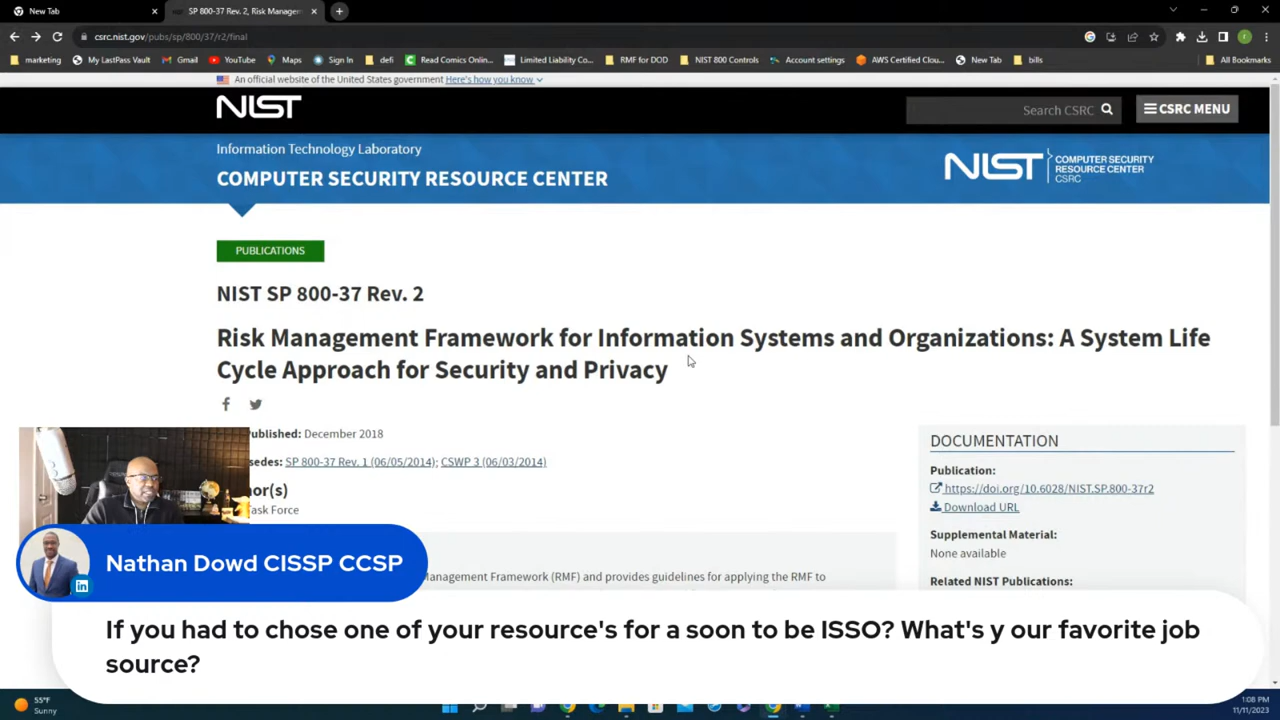 New Tab
SP 800-37 Rev. 2, Risk Managem
csrc.nist.gov/pubs/sp/800/37/r2/final
marketing
My LastPass Vault
Gmail
YouTube
Maps
Sign In
defi
Read Comics Onlin...
Limited Liability Co...
RMF for DOD
NIST 800 Controls
Account settings
AWS Certified Clou...
New Tab
bills
All Bookmarks
An official website of the United States government Here's how you know
NIST
Search CSRC
CSRC MENU
Information Technology Laboratory
COMPUTER SECURITY RESOURCE CENTER
NIST COMPUTER SECURITY
RESOURCE CENTER
CSRC
PUBLICATIONS
NIST SP 800-37 Rev. 2
Risk Management Framework for Information Systems and Organizations: A System Life
Cycle Approach for Security and Privacy
f
ublished: December 2018
sedes: SP 800-37 Rev. 1 (06/05/2014); CSWP 3 (06/03/2014)
or(s)
ask Force
DOCUMENTATION
Publication:
https://doi.org/10.6028/NIST.SP.800-37r2
Download URL
Supplemental Material:
None available
Related NIST Publications:
Management Framework (RMF) and provides guidelines for applying the RMF to
Nathan Dowd CISSP CCSP
in
If you had to chose one of your resource's for a soon to be ISSO? What's y our favorite job
source?
55°F
Sunny
1:08 PM
11/11/2023